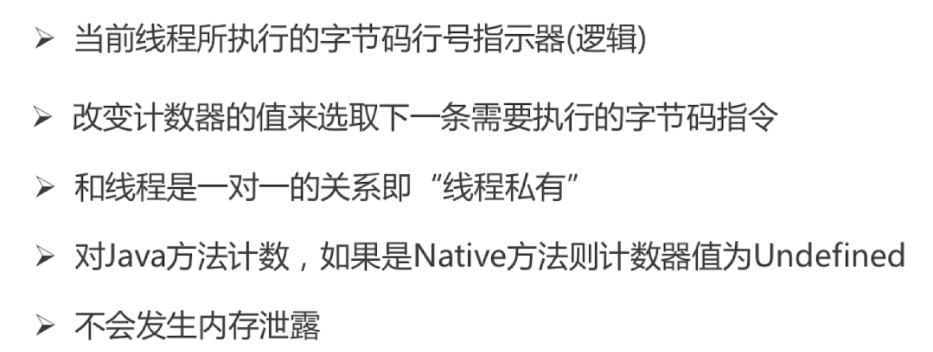 ➢ 当前线程所执行的字节码行号指示器(逻辑)
➢ 改变计数器的值来选取下一条需要执行的字节码指令
➢ 和线程是一对一的关系即“线程私有”
➢ 对Java方法计数，如果是Native方法则计数器值为Undefined
➢ 不会发生内存泄露